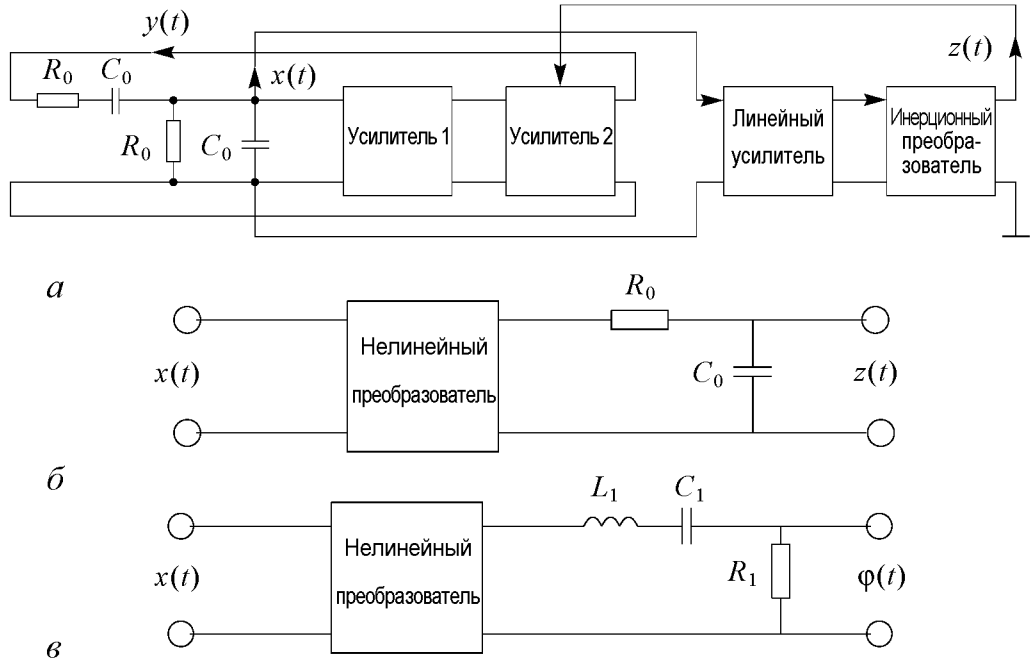 y(t)
z(t)
R₀
C₀
x(t)
R₀
C₀
Усилитель 1
Усилитель 2
Линейный
усилитель
Инерционный
преобра-
зователь
а
R₀
Нелинейный
преобразователь
x(t)
C₀
z(t)
б
L₁
C₁
Нелинейный
преобразователь
x(t)
R₁
φ(t)
в